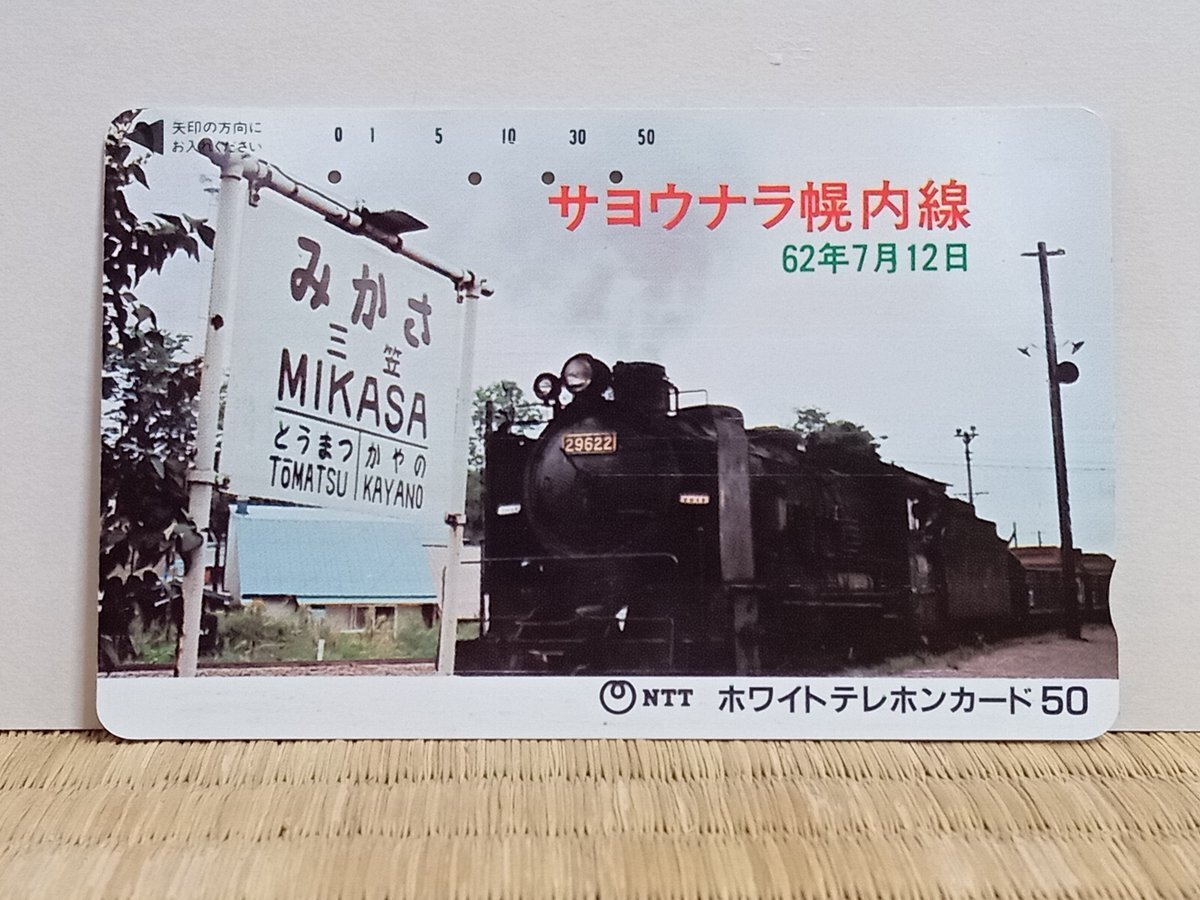 矢印の方向に
お入れください
0 1 5 10 30 50
サヨウナラ幌内線
62年7月12日
みかさ
三笠
MIKASA
とうまつ かやの
TōMATSU KAYANO
29622
NTT ホワイトテレホンカード50